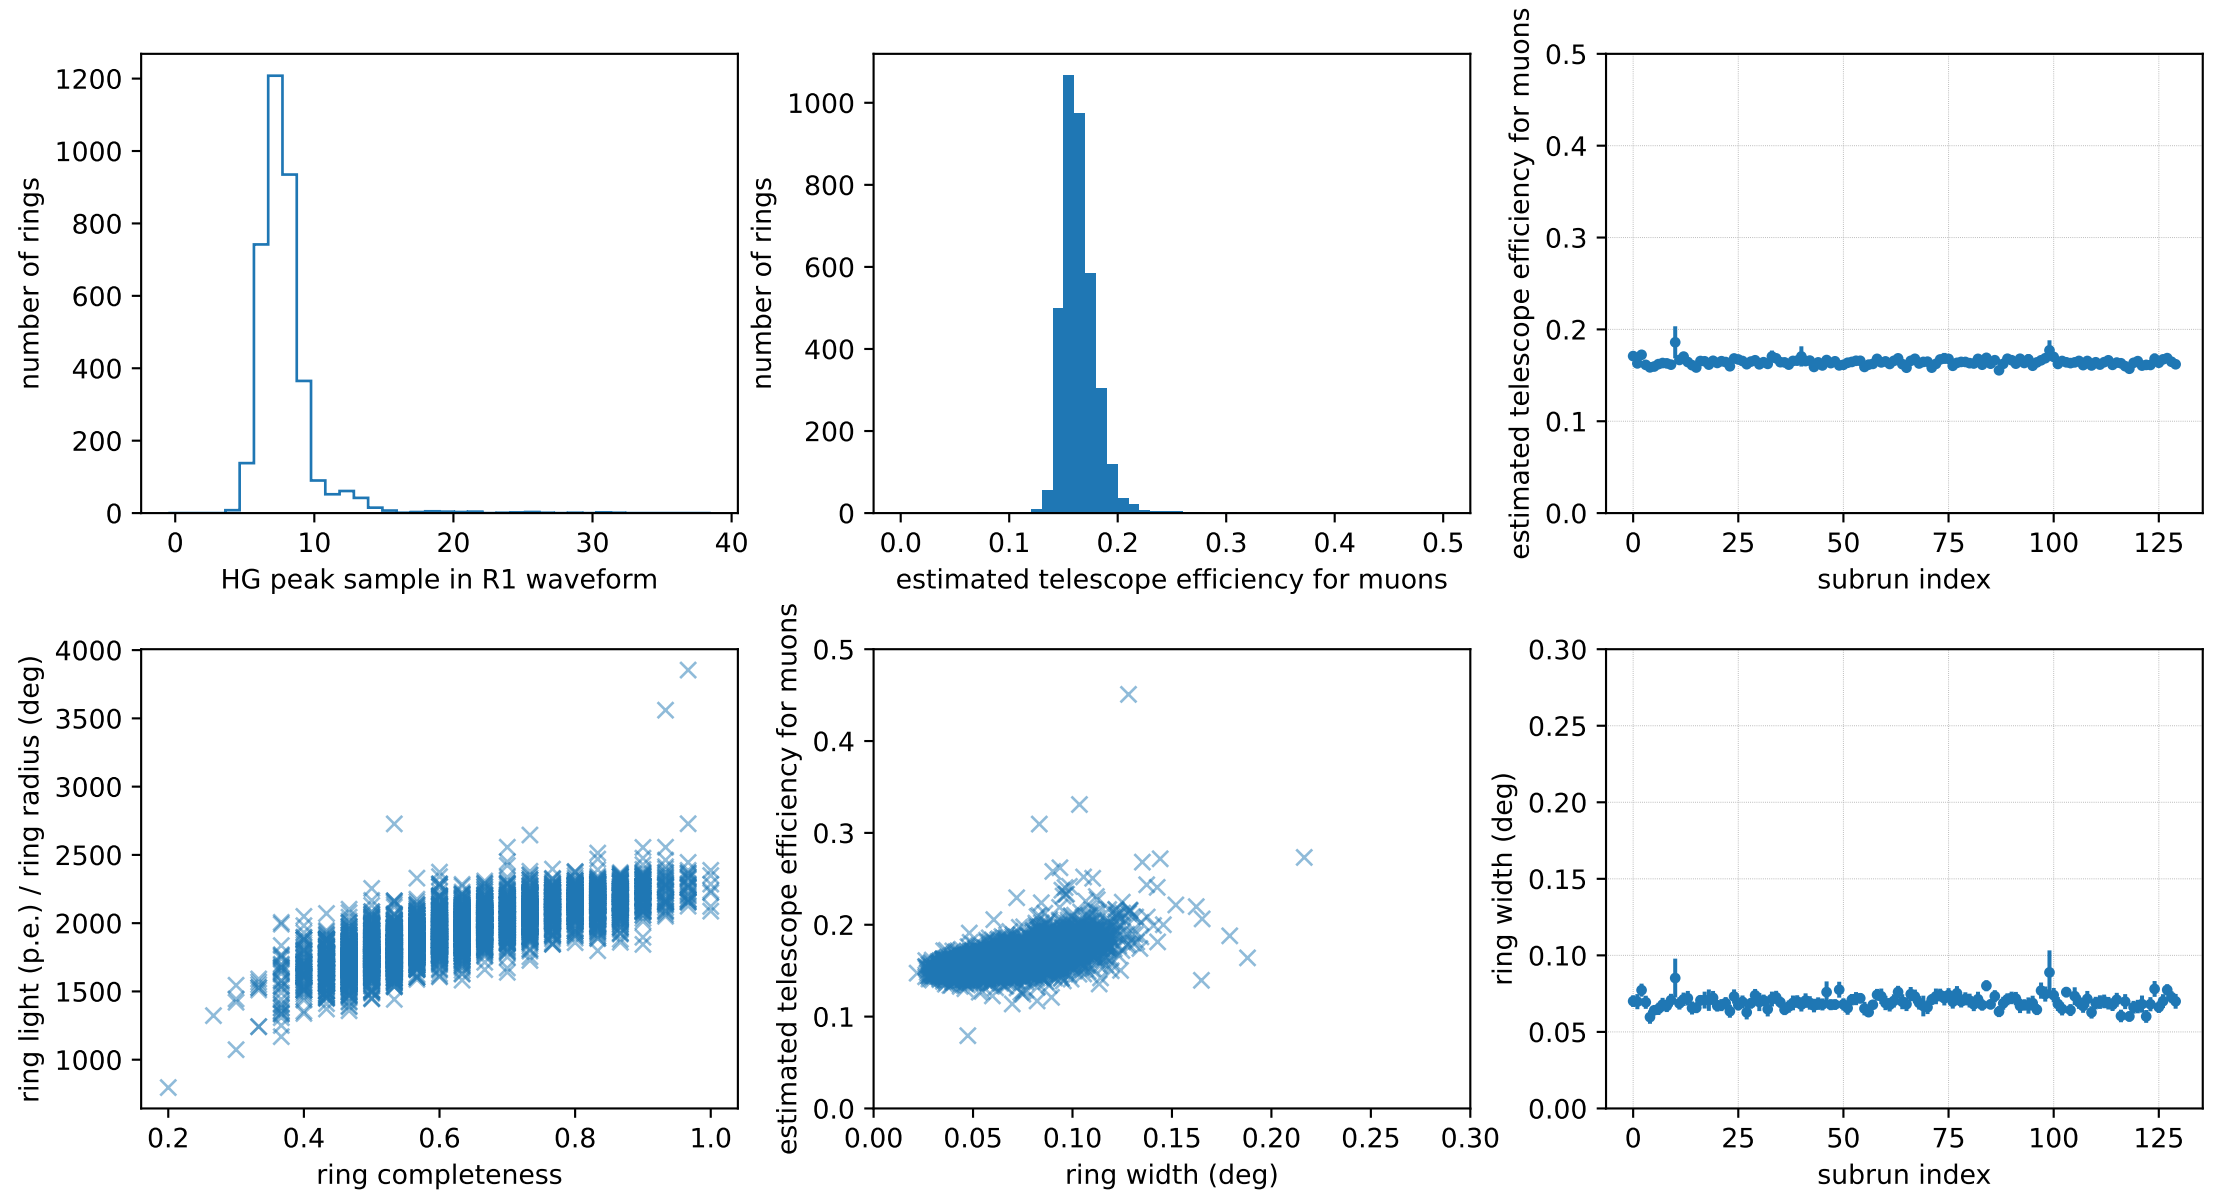 1200
1000
800
600
400
200
0
number of rings
0 10 20 30 40
HG peak sample in R1 waveform
1000
800
600
400
200
0
number of rings
0.0 0.1 0.2 0.3 0.4 0.5
estimated telescope efficiency for muons
0.5
0.4
0.3
0.2
0.1
0.0
estimated telescope efficiency for muons
0 25 50 75 100 125
subrun index
4000
3500
3000
2500
2000
1500
1000
ring light (p.e.) / ring radius (deg)
0.2 0.4 0.6 0.8 1.0
ring completeness
0.5
0.4
0.3
0.2
0.1
0.0
estimated telescope efficiency for muons
0.00 0.05 0.10 0.15 0.20 0.25 0.30
ring width (deg)
0.30
0.25
0.20
0.15
0.10
0.05
0.00
ring width (deg)
0 25 50 75 100 125
subrun index